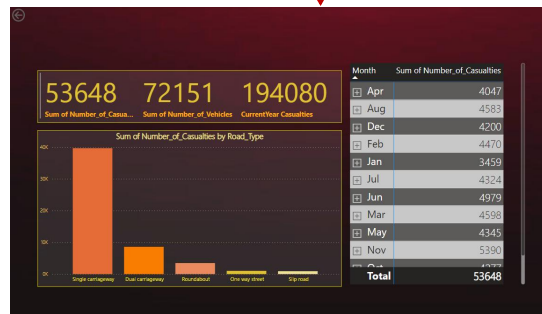 53648
72151
194080
Sum of Number_of_Casua...
Sum of Number_of_Vehicles
CurrentYear Casualties
Sum of Number_of_Casualties by Road_Type
40K
30K
20K
10K
0K
Single carriageway
Dual carriageway
Roundabout
One way street
Slip road
Month Sum of Number_of_Casualties
Apr 4047
Aug 4583
Dec 4200
Feb 4470
Jan 3459
Jul 4324
Jun 4979
Mar 4598
May 4345
Nov 5390
Total 53648